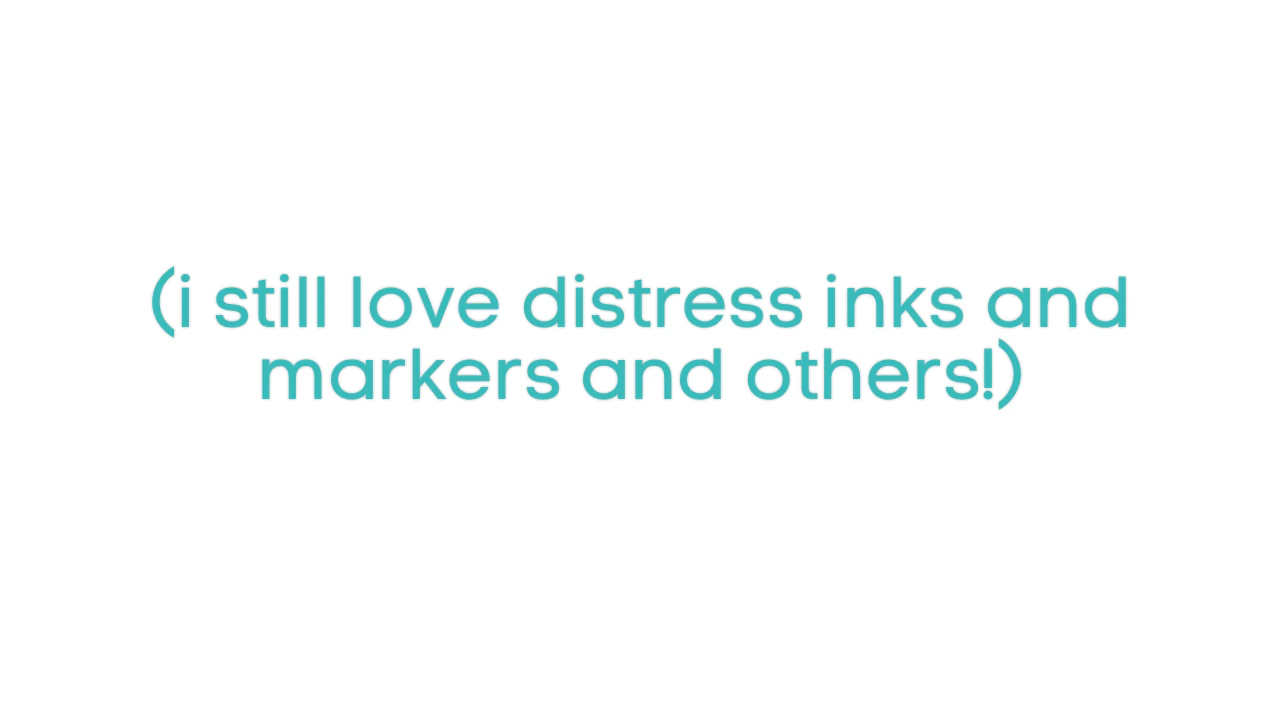 (i still love distress inks and
markers and others!)